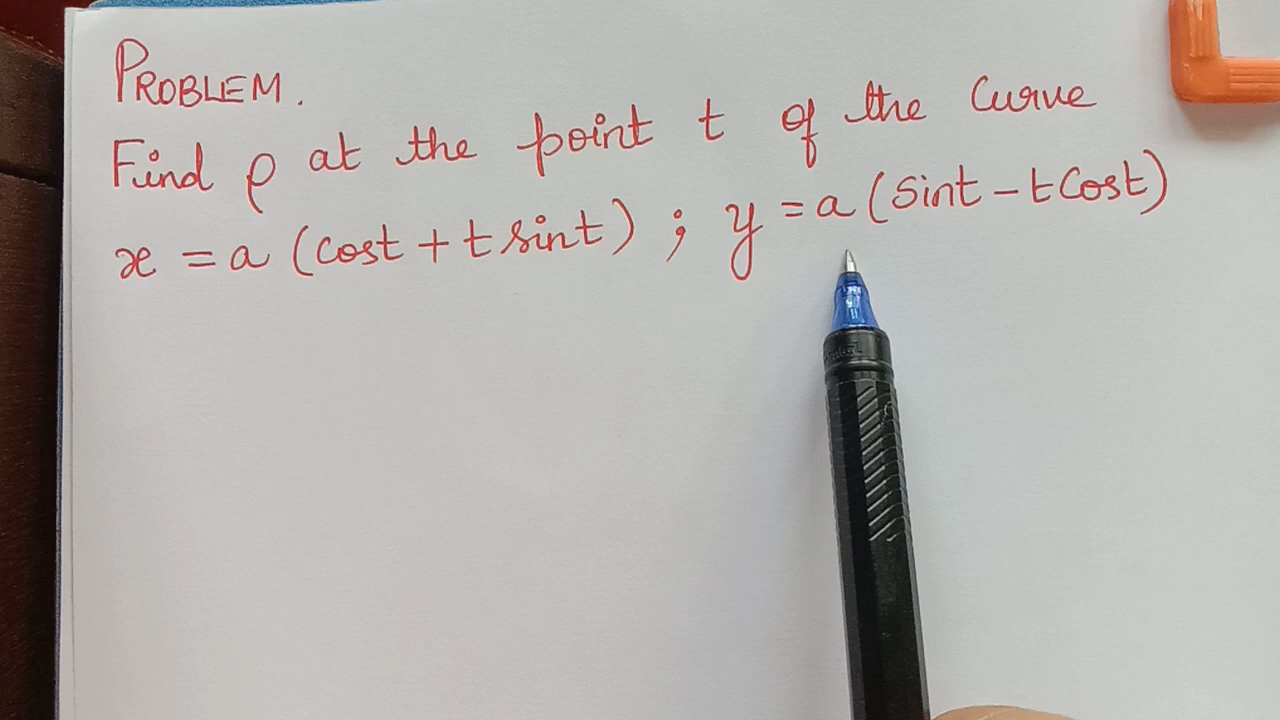 PROBLEM.
Find ρ at the point t of the Curve
x = a (cost + t sint) ; y = a (Sint - t Cost)